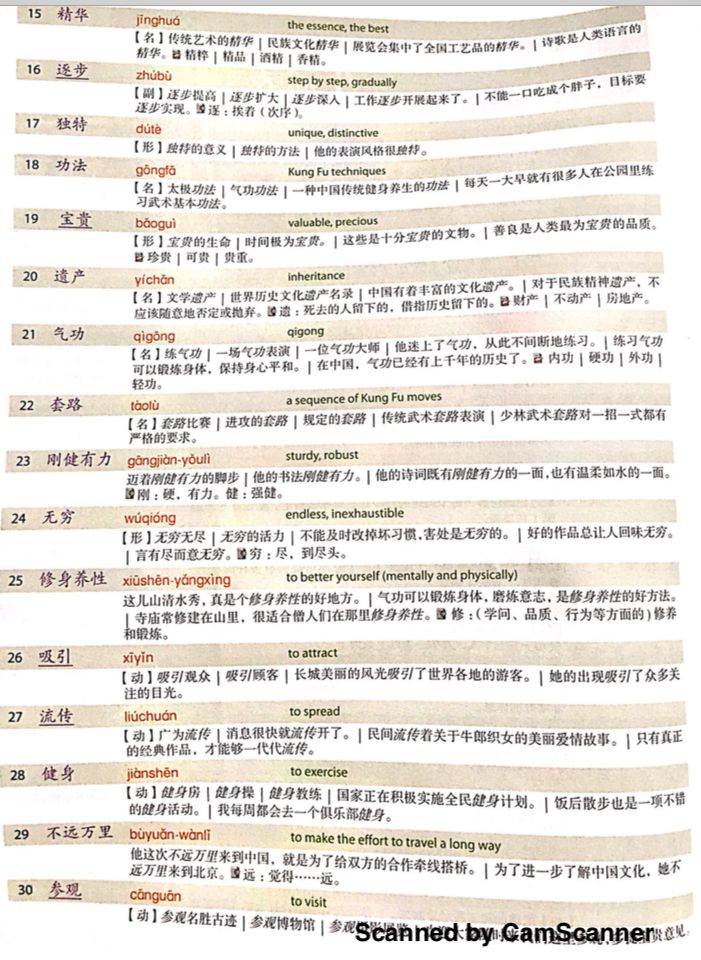 15 精华 jīnghuá the essence, the best
【名】传统艺术的精华 | 民族文化精华 | 展览会集中了全国工艺品的精华。| 诗歌是人类语言的
精华。精粹 | 精品 | 酒精 | 香精。
16 逐步 zhúbù step by step, gradually
【副】逐步提高 | 逐步扩大 | 逐步深入 | 工作逐步开展起来了。| 不能一口吃成个胖子，目标要
逐步实现。逐：挨着（次序）。
17 独特 dútè unique, distinctive
【形】独特的意义 | 独特的方法 | 他的表演风格很独特。
18 功法 gōngfǎ Kung Fu techniques
【名】太极功法 | 气功功法 | 一种中国传统健身养生的功法 | 每天一大早就有很多人在公园里练
习武术基本功法。
19 宝贵 bǎoguì valuable, precious
【形】宝贵的生命 | 时间极为宝贵。| 这些是十分宝贵的文物。| 善良是人类最为宝贵的品质。
珍贵 | 可贵 | 贵重。
20 遗产 yíchǎn inheritance
【名】文学遗产 | 世界历史文化遗产名录 | 中国有着丰富的文化遗产。| 对于民族精神遗产，不
应该随意地否定或抛弃。遗：死去的人留下的，借指历史留下的。财产 | 不动产 | 房地产。
21 气功 qìgōng qigong
【名】练气功 | 一场气功表演 | 一位气功大师 | 他迷上了气功，从此不间断地练习。| 练习气功
可以锻炼身体，保持身心平和。| 在中国，气功已经有上千年的历史了。内功 | 硬功 | 外功 |
轻功。
22 套路 tàolù a sequence of Kung Fu moves
【名】套路比赛 | 进攻的套路 | 规定的套路 | 传统武术套路表演 | 少林武术套路对一招一式都有
严格的要求。
23 刚健有力 gāngjiàn-yǒulì sturdy, robust
迈着刚健有力的脚步 | 他的书法刚健有力。| 他的诗词既有刚健有力的一面，也有温柔如水的一面。
刚：硬，有力。健：强健。
24 无穷 wúqióng endless, inexhaustible
【形】无穷无尽 | 无穷的活力 | 不能及时改掉坏习惯，害处是无穷的。| 好的作品总让人回味无穷。
| 言有尽而意无穷。穷：尽，到尽头。
25 修身养性 xiūshēn-yǎngxìng to better yourself (mentally and physically)
这儿山清水秀，真是个修身养性的好地方。| 气功可以锻炼身体，磨炼意志，是修身养性的好方法。
| 寺庙常修建在山里，很适合僧人们在那里修身养性。修：（学问、品质、行为等方面的）修养
和锻炼。
26 吸引 xīyǐn to attract
【动】吸引观众 | 吸引顾客 | 长城美丽的风光吸引了世界各地的游客。| 她的出现吸引了众多关
注的目光。
27 流传 liúchuán to spread
【动】广为流传 | 消息很快就流传开了。| 民间流传着关于牛郎织女的美丽爱情故事。| 只有真正
的经典作品，才能够一代代流传。
28 健身 jiànshēn to exercise
【动】健身房 | 健身操 | 健身教练 | 国家正在积极实施全民健身计划。| 饭后散步也是一项不错
的健身活动。| 我每周都会去一个俱乐部健身。
29 不远万里 bùyuǎn-wànlǐ to make the effort to travel a long way
他这次不远万里来到中国，就是为了给双方的合作牵线搭桥。| 为了进一步了解中国文化，她不
远万里来到北京。远：觉得……远。
30 参观 cānguān to visit
【动】参观名胜古迹 | 参观博物馆 | 参观
Scanned by CamScanner